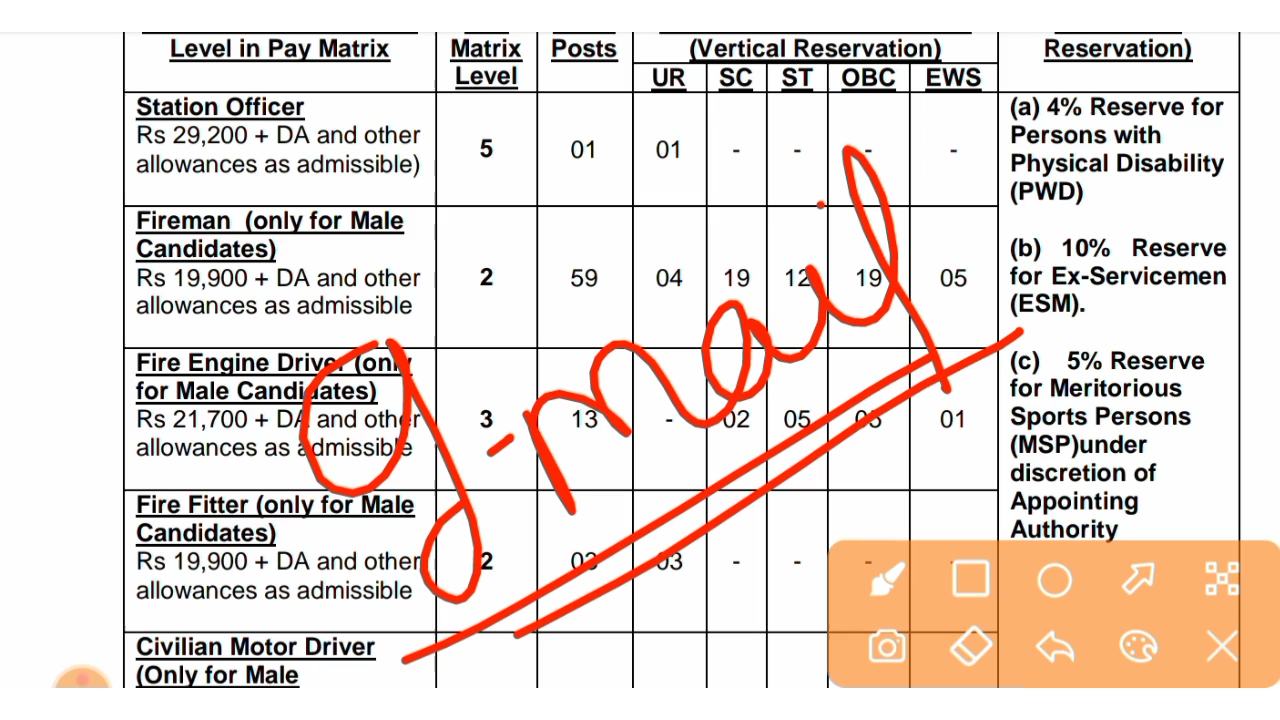 Level in Pay Matrix
Matrix Level
Posts
(Vertical Reservation)
Reservation)
UR SC ST OBC EWS
Station Officer
Rs 29,200 + DA and other
allowances as admissible)
5 01 01 - - - -
Fireman (only for Male
Candidates)
Rs 19,900 + DA and other
allowances as admissible
2 59 04 19 12 19 05
Fire Engine Driver (only
for Male Candidates)
Rs 21,700 + DA and other
allowances as admissible
3 13 - 02 05 01
Fire Fitter (only for Male
Candidates)
Rs 19,900 + DA and other
allowances as admissible
2 03 03 - - - -
Civilian Motor Driver
(Only for Male
(a) 4% Reserve for
Persons with
Physical Disability
(PWD)
(b) 10% Reserve
for Ex-Servicemen
(ESM).
(c) 5% Reserve
for Meritorious
Sports Persons
(MSP)under
discretion of
Appointing
Authority
g-mail